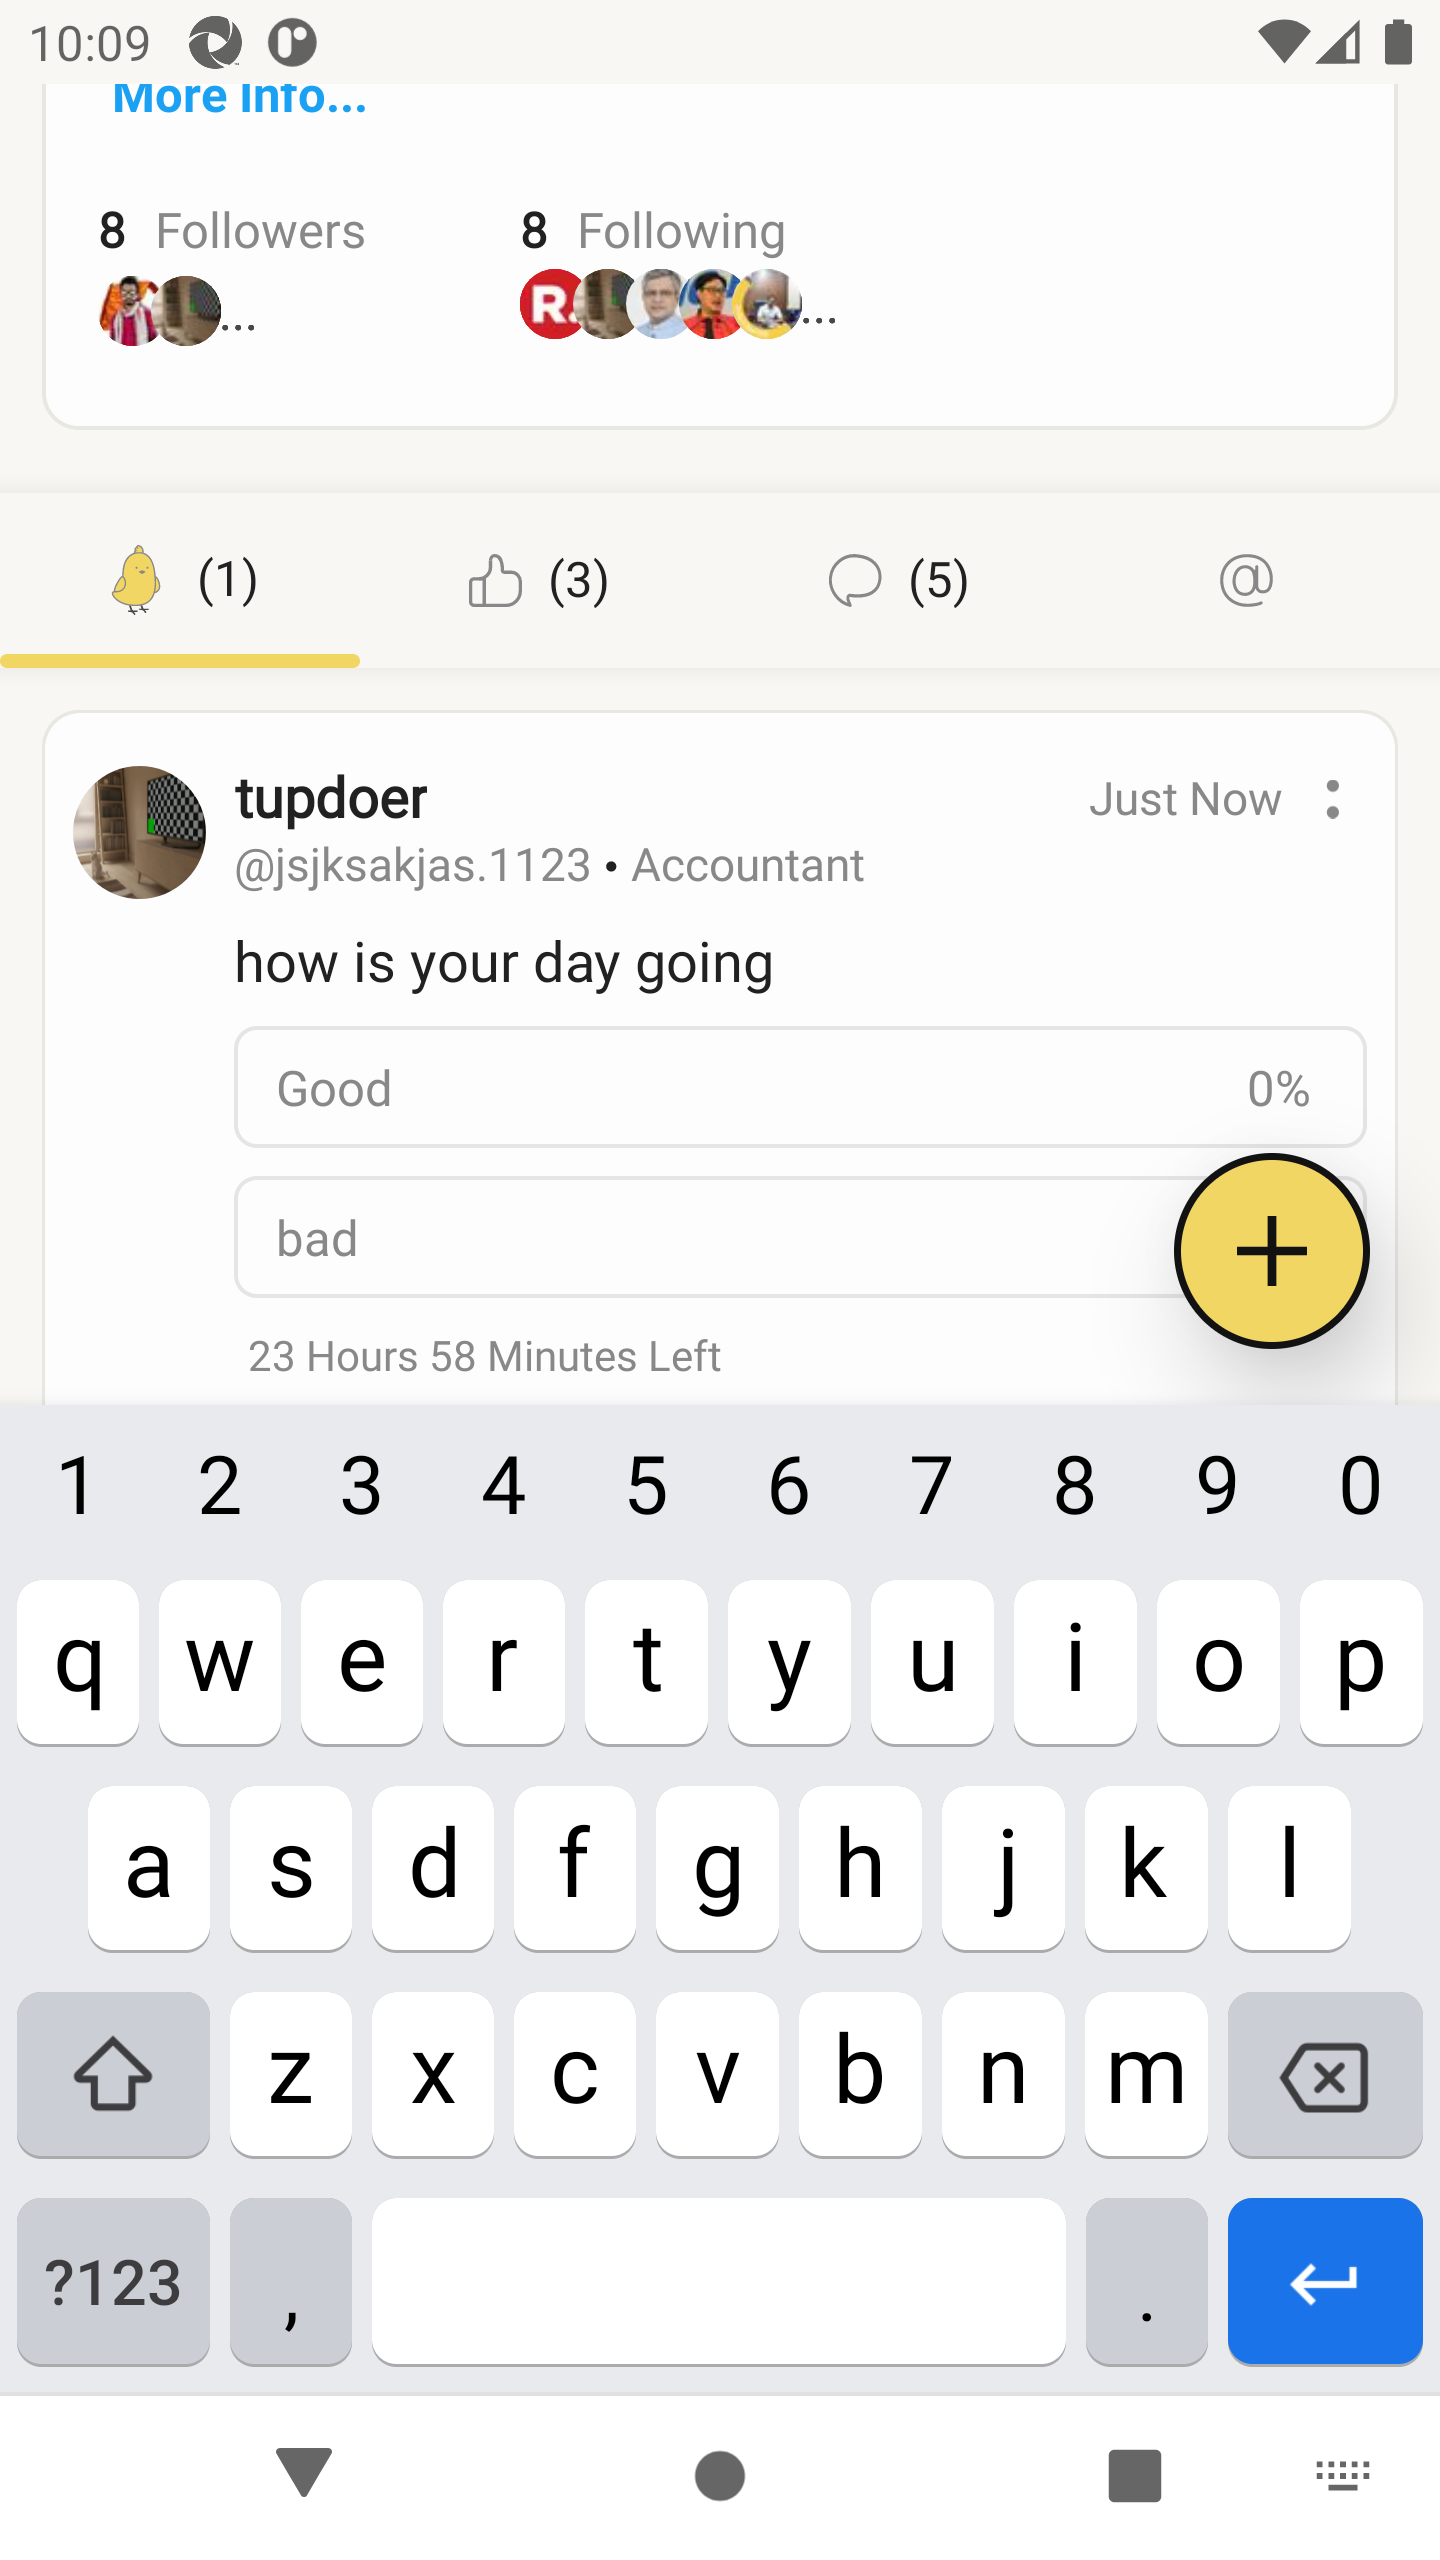 10:09
More Info...
8 Followers
8 Following
R.
...
...
(1)
(3)
(5)
@
tupdoer
Just Now
@jsjksakjas.1123 • Accountant
how is your day going
Good
0%
bad
23 Hours 58 Minutes Left
1 2 3 4 5 6 7 8 9 0
q w e r t y u i o p
a s d f g h j k l
z x c v b n m
?123 , .